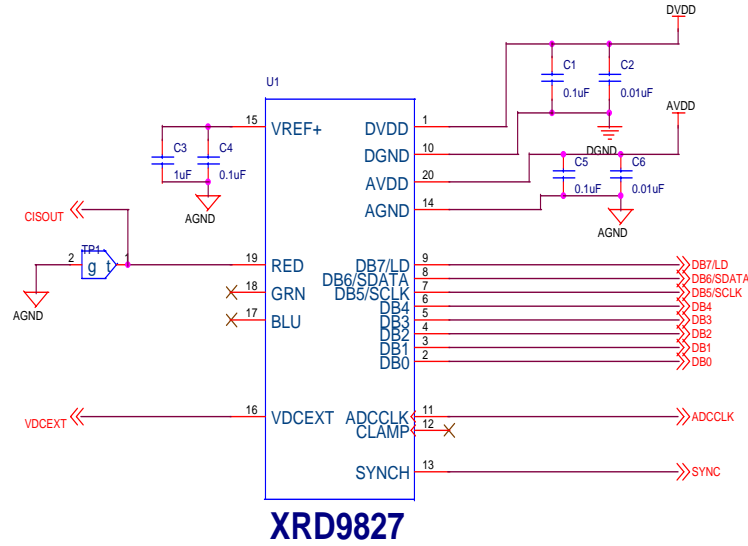 DVDD
U1
C1
C2
0.1uF
0.01uF
AVDD
15
VREF+
DVDD
1
C3
C4
1uF
0.1uF
DGND
10
DGND
C5
C6
0.1uF
0.01uF
AVDD
20
AGND
14
AGND
AGND
CISOUT
TP1
2
g t
1
19
RED
DB7/LD
9
DB7/LD
18
GRN
DB6/SDATA
8
DB6/SDATA
DB5/SCLK
7
DB5/SCLK
17
BLU
DB4
6
DB4
AGND
DB3
5
DB3
DB2
4
DB2
DB1
3
DB1
DB0
2
DB0
VDCEXT
16
VDCEXT
ADCCLK
11
ADCCLK
CLAMP
12
SYNCH
13
SYNC
XRD9827